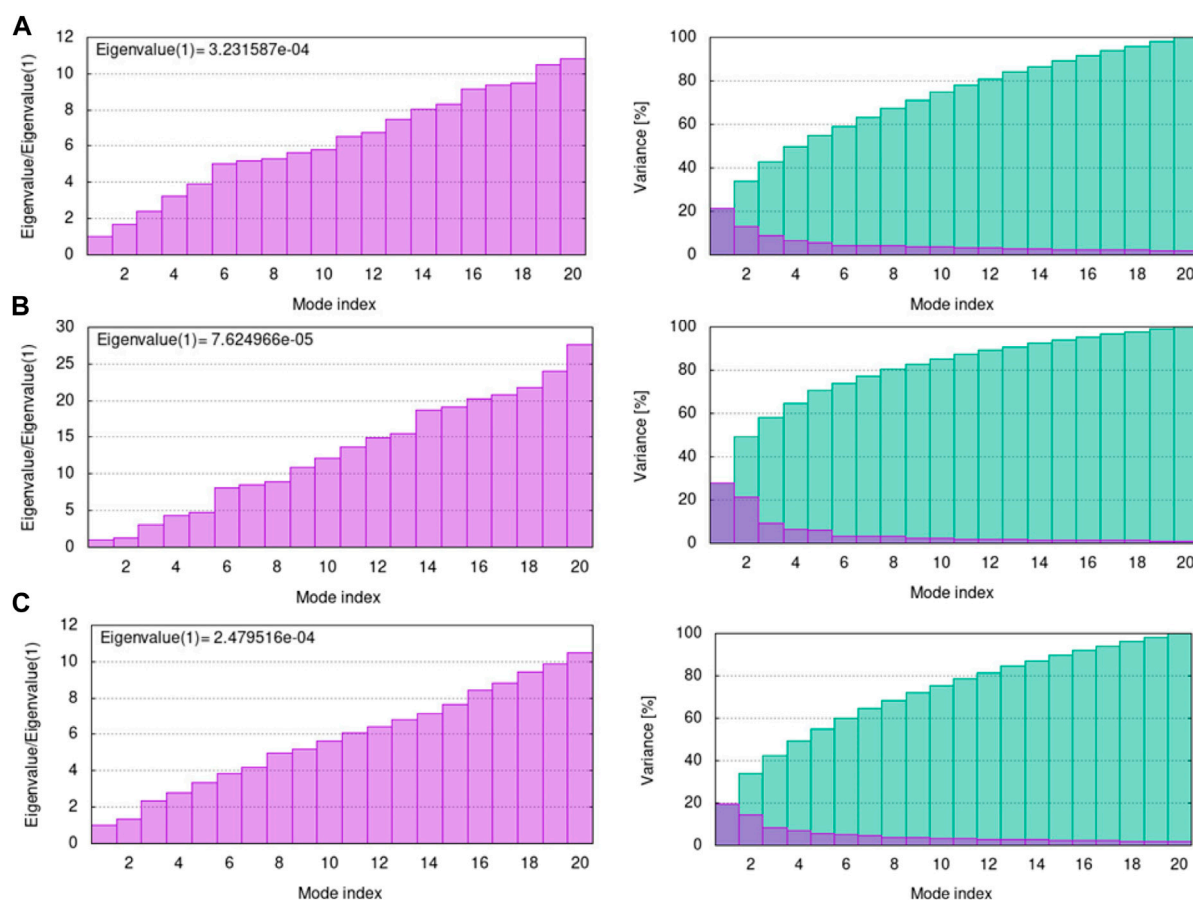 A
Eigenvalue/Eigenvalue(1)
12
10
8
6
4
2
0
Eigenvalue(1)= 3.231587e-04
2 4 6 8 10 12 14 16 18 20
Mode index
Variance [%]
100
80
60
40
20
0
2 4 6 8 10 12 14 16 18 20
Mode index
B
Eigenvalue/Eigenvalue(1)
30
25
20
15
10
5
0
Eigenvalue(1)= 7.624966e-05
2 4 6 8 10 12 14 16 18 20
Mode index
Variance [%]
100
80
60
40
20
0
2 4 6 8 10 12 14 16 18 20
Mode index
C
Eigenvalue/Eigenvalue(1)
12
10
8
6
4
2
0
Eigenvalue(1)= 2.479516e-04
2 4 6 8 10 12 14 16 18 20
Mode index
Variance [%]
100
80
60
40
20
0
2 4 6 8 10 12 14 16 18 20
Mode index